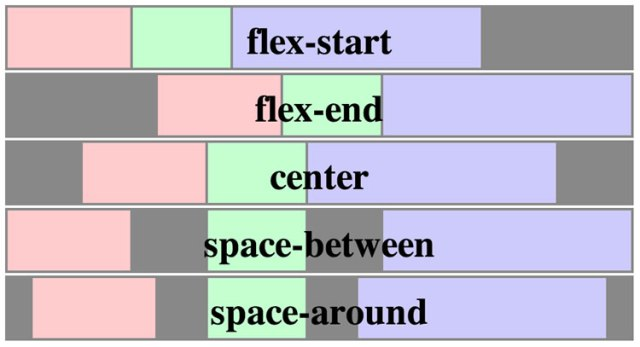 flex-start
flex-end
center
space-between
space-around